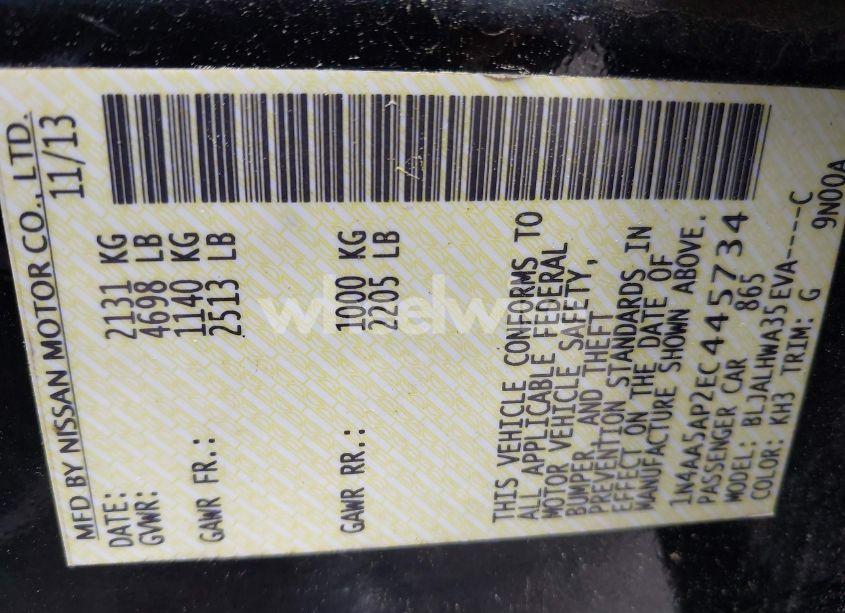 MFD BY NISSAN MOTOR CO., LTD.
DATE: 11/13
GVWR: 2131 KG
4698 LB
GAWR FR.: 1140 KG
2513 LB
GAWR RR.: 1000 KG
2205 LB
THIS VEHICLE CONFORMS TO
ALL APPLICABLE FEDERAL
MOTOR VEHICLE SAFETY,
BUMPER, AND THEFT
PREVENTION STANDARDS IN
EFFECT ON THE DATE OF
MANUFACTURE SHOWN ABOVE.
1N4AA5AP2EC445734
PASSENGER CAR 865
MODEL: BLJALHWA35EVA----C
COLOR: KH3 TRIM: G 9N00A